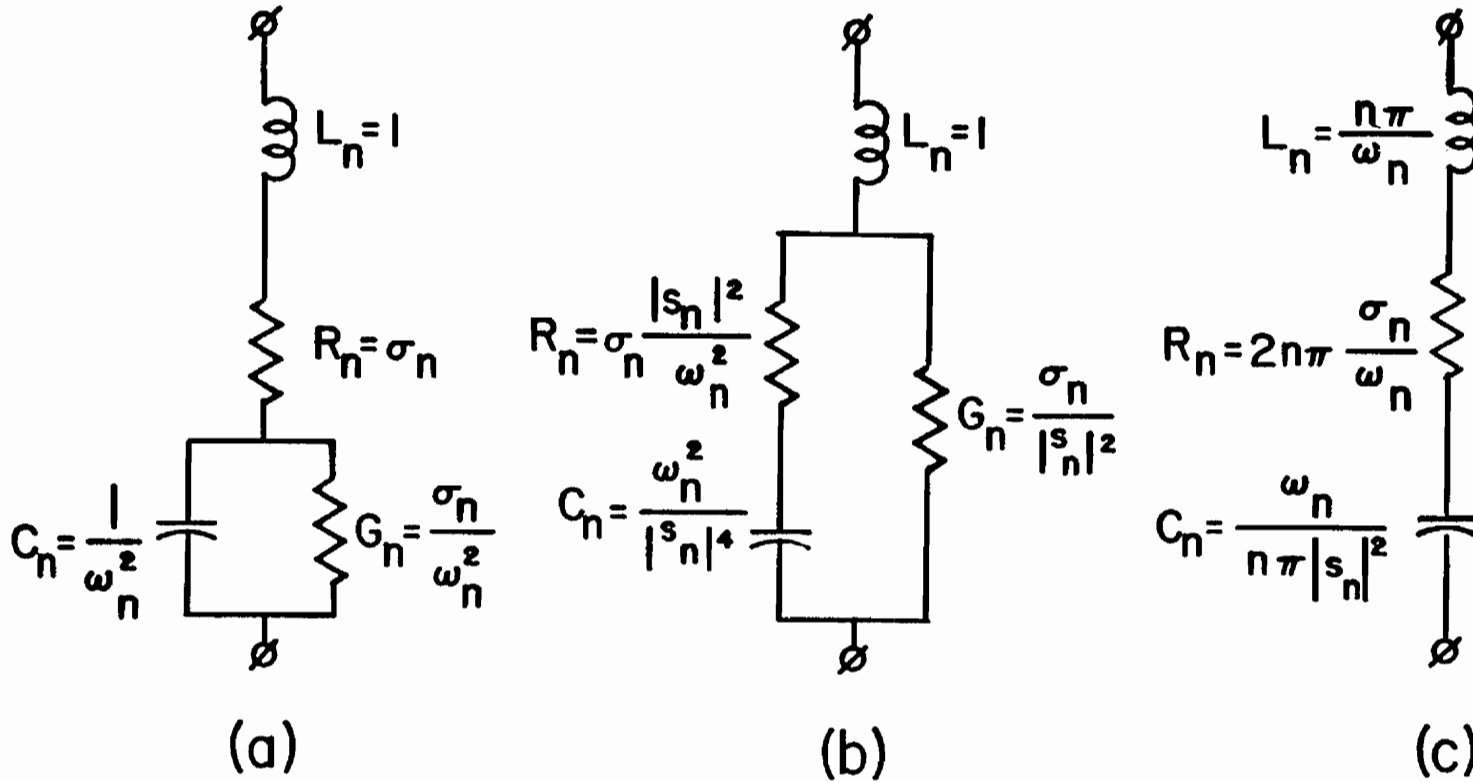 L_n = 1
R_n = σ_n
C_n = 1/ω_n^2
G_n = σ_n/ω_n^2
(a)
L_n = 1
R_n = σ_n |s_n|^2/ω_n^2
G_n = σ_n/|s_n|^2
C_n = ω_n^2/|s_n|^4
(b)
L_n = nπ/ω_n
R_n = 2nπ σ_n/ω_n
C_n = ω_n/nπ|s_n|^2
(c)